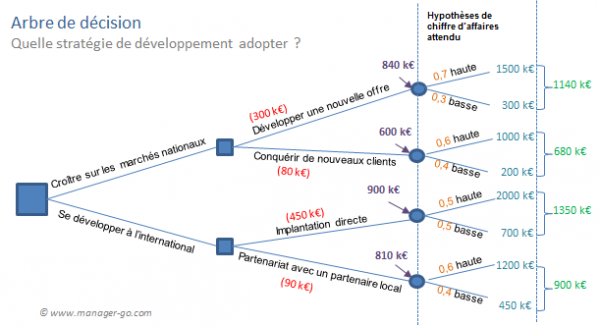 Arbre de décision
Quelle stratégie de développement adopter ?
Hypothèses de
chiffre d'affaires
attendu
840 k€
0,7 haute
1500 k€
1140 k€
(300 k€)
Développer une nouvelle offre
0,3 basse
300 k€
Croître sur les marchés nationaux
600 k€
0,6 haute
1000 k€
680 k€
Conquérir de nouveaux clients
(80 k€)
0,4 basse
200 k€
900 k€
0,5 haute
2000 k€
1350 k€
(450 k€)
Implantation directe
0,5 basse
700 k€
Se développer à l'international
810 k€
0,6 haute
1200 k€
900 k€
Partenariat avec un partenaire local
(90 k€)
0,4 basse
450 k€
© www.manager-go.com